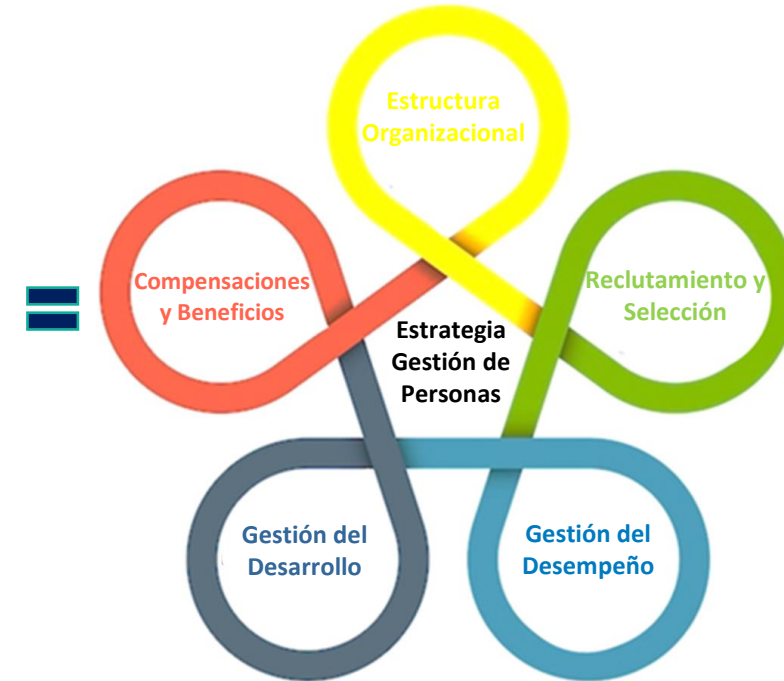 Estructura
Organizacional
Compensaciones
y Beneficios
Reclutamiento y
Selección
Estrategia
Gestión de
Personas
Gestión del
Desarrollo
Gestión del
Desempeño